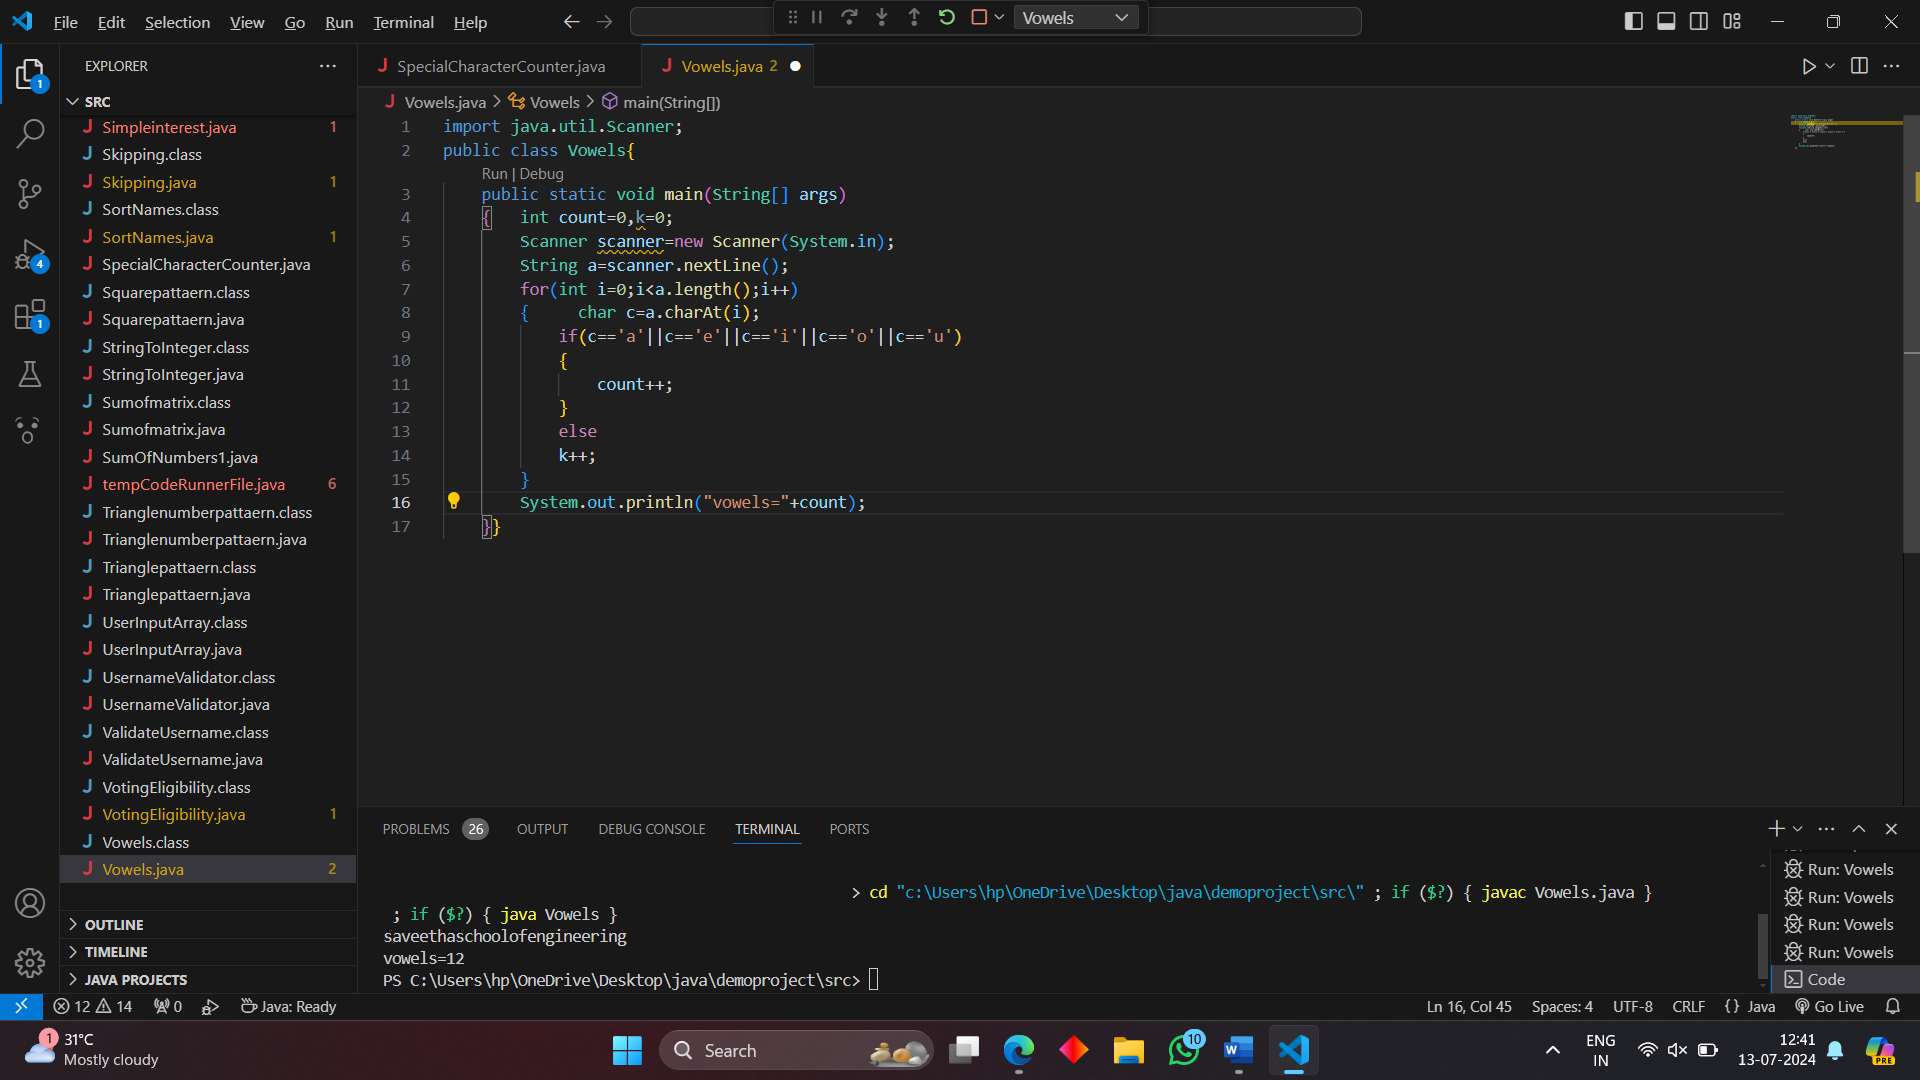 File Edit Selection View Go Run Terminal Help
Vowels
EXPLORER
SRC
Simpleinterest.java 1
Skipping.class
Skipping.java 1
SortNames.class
SortNames.java 1
SpecialCharacterCounter.java
Squarepattaern.class
Squarepattaern.java
StringToInteger.class
StringToInteger.java
Sumofmatrix.class
Sumofmatrix.java
SumOfNumbers1.java
tempCodeRunnerFile.java 6
Trianglenumberpattaern.class
Trianglenumberpattaern.java
Trianglepattaern.class
Trianglepattaern.java
UserInputArray.class
UserInputArray.java
UsernameValidator.class
UsernameValidator.java
ValidateUsername.class
ValidateUsername.java
VotingEligibility.class
VotingEligibility.java 1
Vowels.class
Vowels.java 2
OUTLINE
TIMELINE
JAVA PROJECTS
1
4
1
SpecialCharacterCounter.java
Vowels.java 2
Vowels.java > Vowels > main(String[])
1 import java.util.Scanner;
2 public class Vowels{
Run | Debug
3 public static void main(String[] args)
4 { int count=0,k=0;
5 Scanner scanner=new Scanner(System.in);
6 String a=scanner.nextLine();
7 for(int i=0;i<a.length();i++)
8 { char c=a.charAt(i);
9 if(c=='a'||c=='e'||c=='i'||c=='o'||c=='u')
10 {
11 count++;
12 }
13 else
14 k++;
15 }
16 System.out.println("vowels="+count);
17 }}
PROBLEMS 26 OUTPUT DEBUG CONSOLE TERMINAL PORTS
> cd "c:\Users\hp\OneDrive\Desktop\java\demoproject\src\" ; if ($?) { javac Vowels.java }
; if ($?) { java Vowels }
saveethaschoolofengineering
vowels=12
PS C:\Users\hp\OneDrive\Desktop\java\demoproject\src>
Run: Vowels
Run: Vowels
Run: Vowels
Run: Vowels
Code
12 14 0 Java: Ready
Ln 16, Col 45 Spaces: 4 UTF-8 CRLF {} Java Go Live
1
31°C
Mostly cloudy
Search
10
ENG
IN
12:41
13-07-2024
PRE